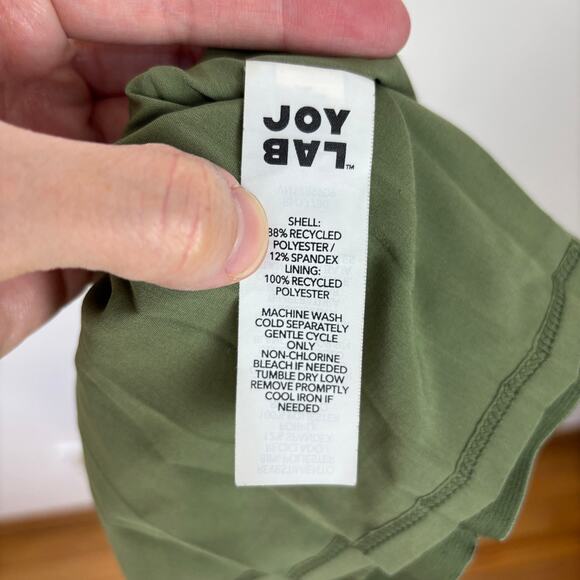 JOY
LAB™
SHELL:
88% RECYCLED
POLYESTER /
12% SPANDEX
LINING:
100% RECYCLED
POLYESTER
MACHINE WASH
COLD SEPARATELY
GENTLE CYCLE
ONLY
NON-CHLORINE
BLEACH IF NEEDED
TUMBLE DRY LOW
REMOVE PROMPTLY
COOL IRON IF
NEEDED